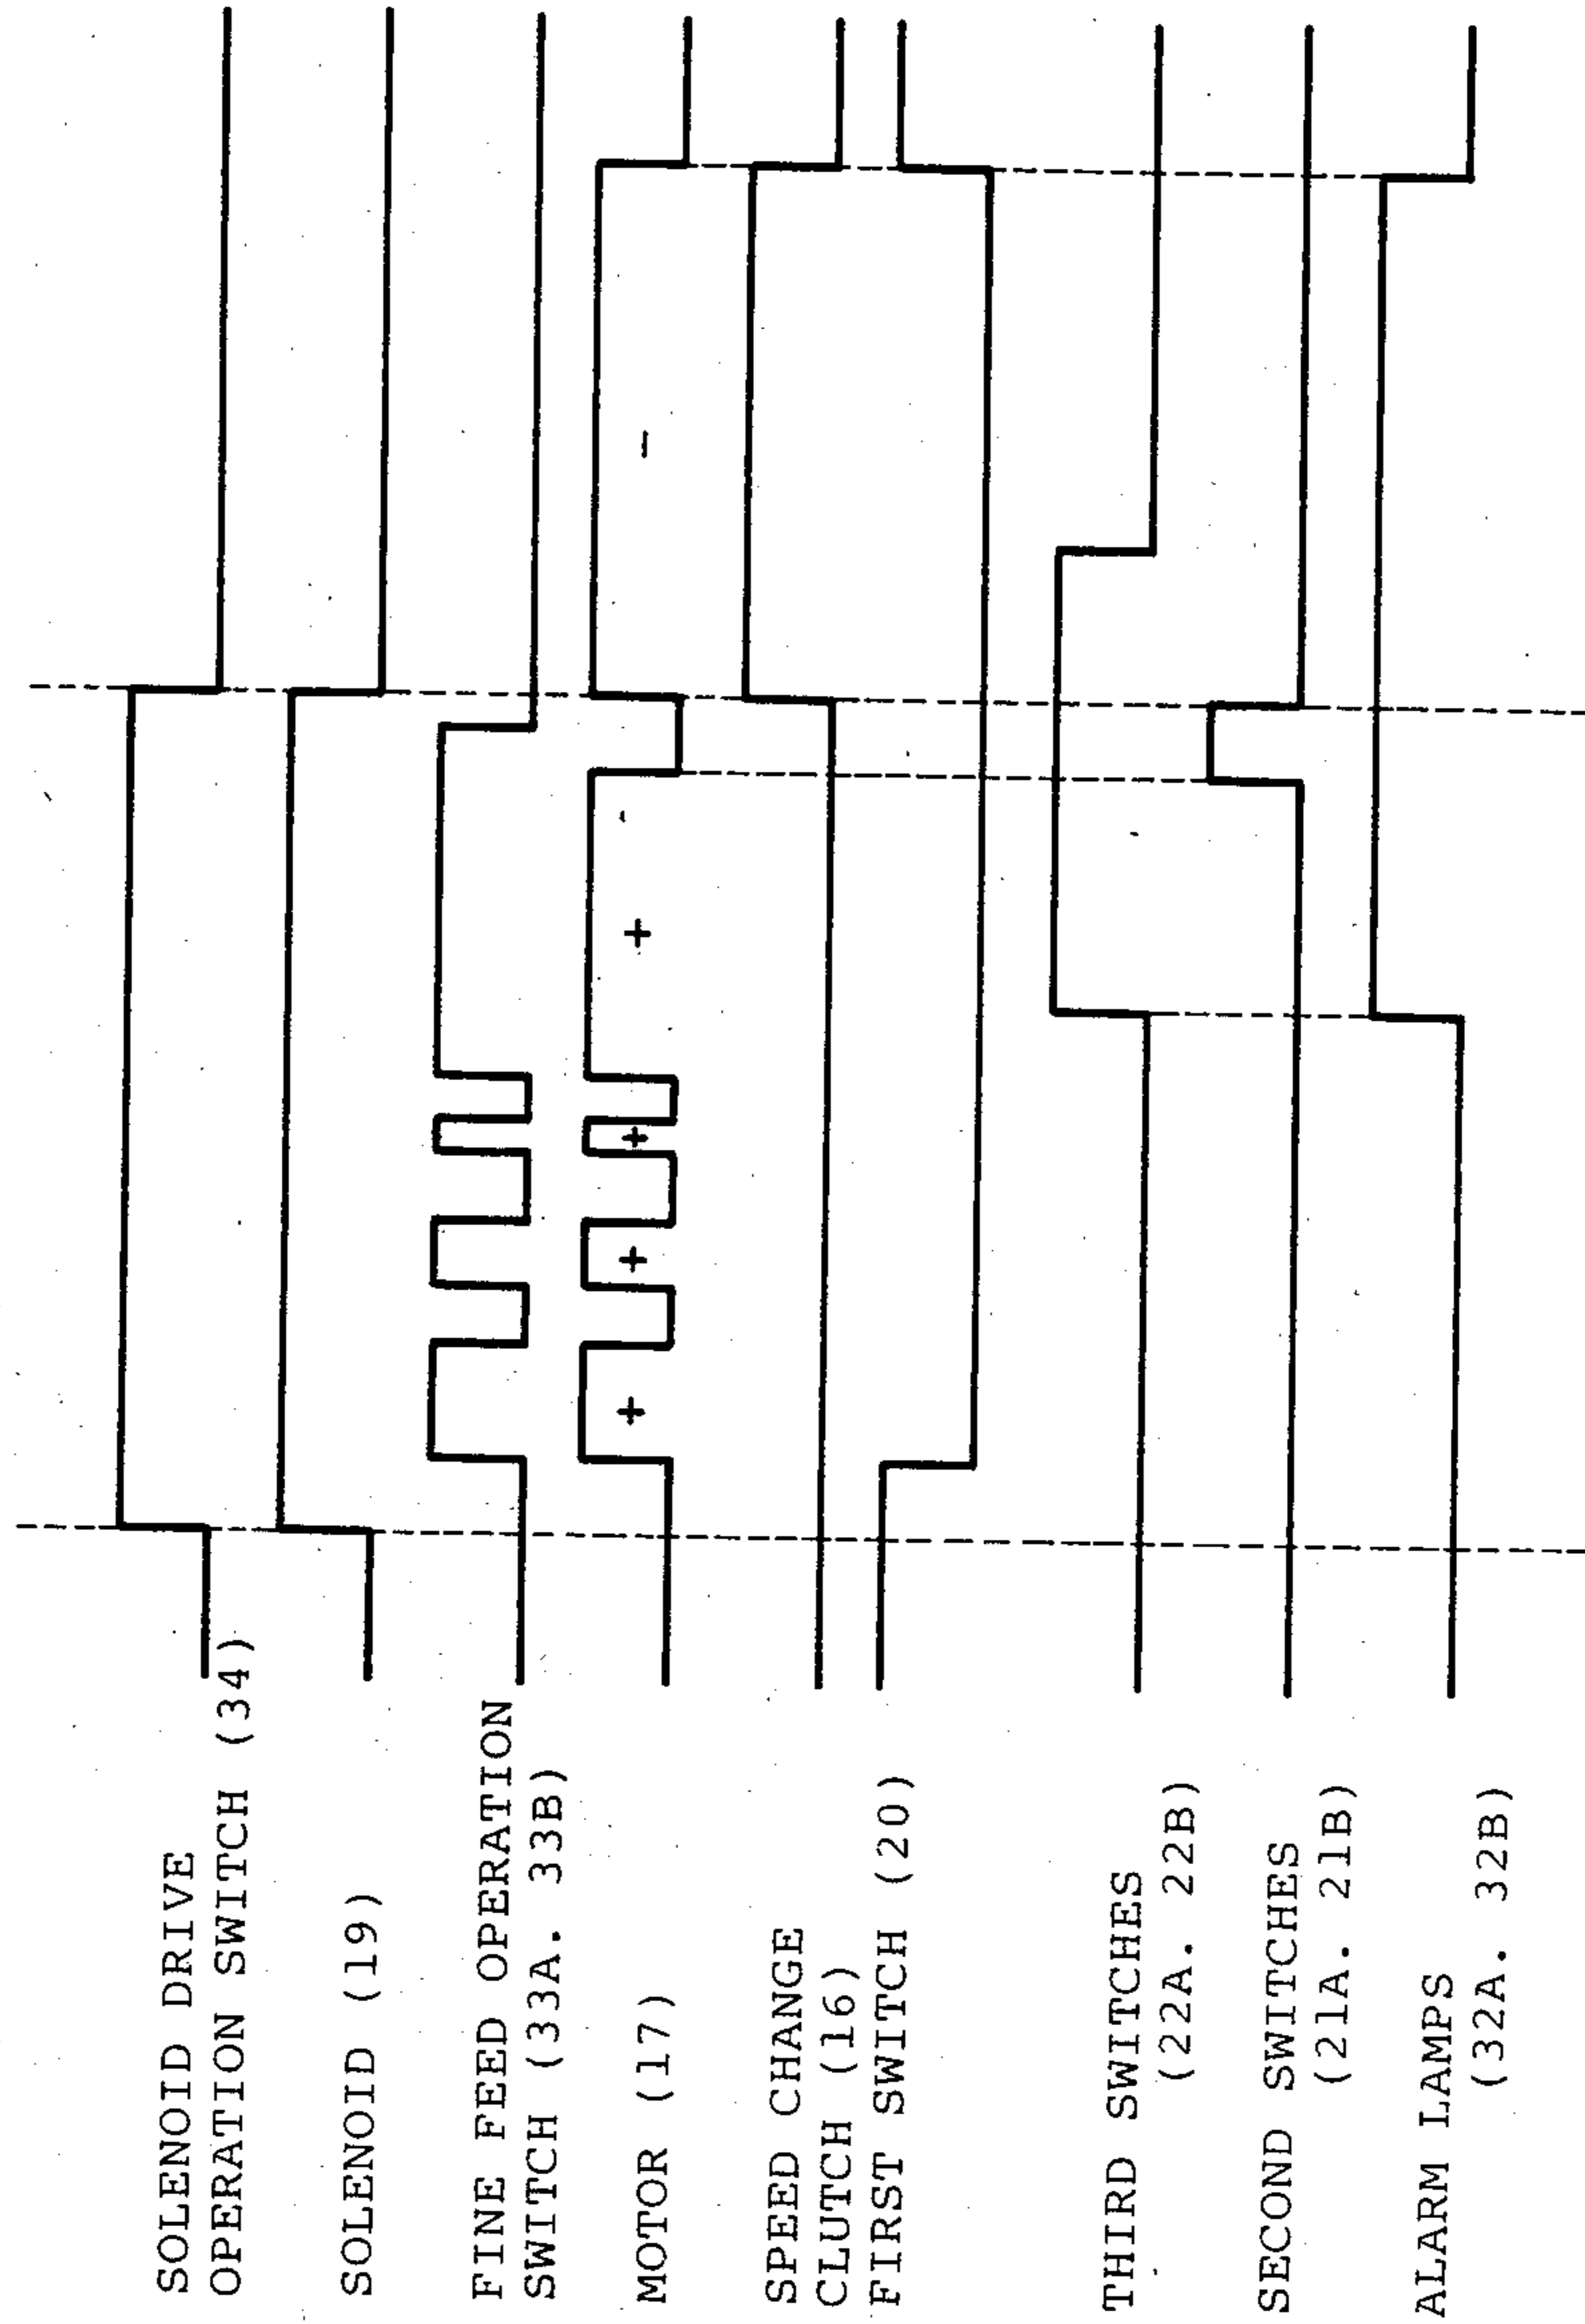 SOLENOID DRIVE
OPERATION SWITCH (34)
SOLENOID (19)
FINE FEED OPERATION
SWITCH (33A. 33B)
MOTOR (17)
+ + + + -
SPEED CHANGE
CLUTCH (16)
FIRST SWITCH (20)
THIRD SWITCHES
(22A. 22B)
SECOND SWITCHES
(21A. 21B)
ALARM LAMPS
(32A. 32B)